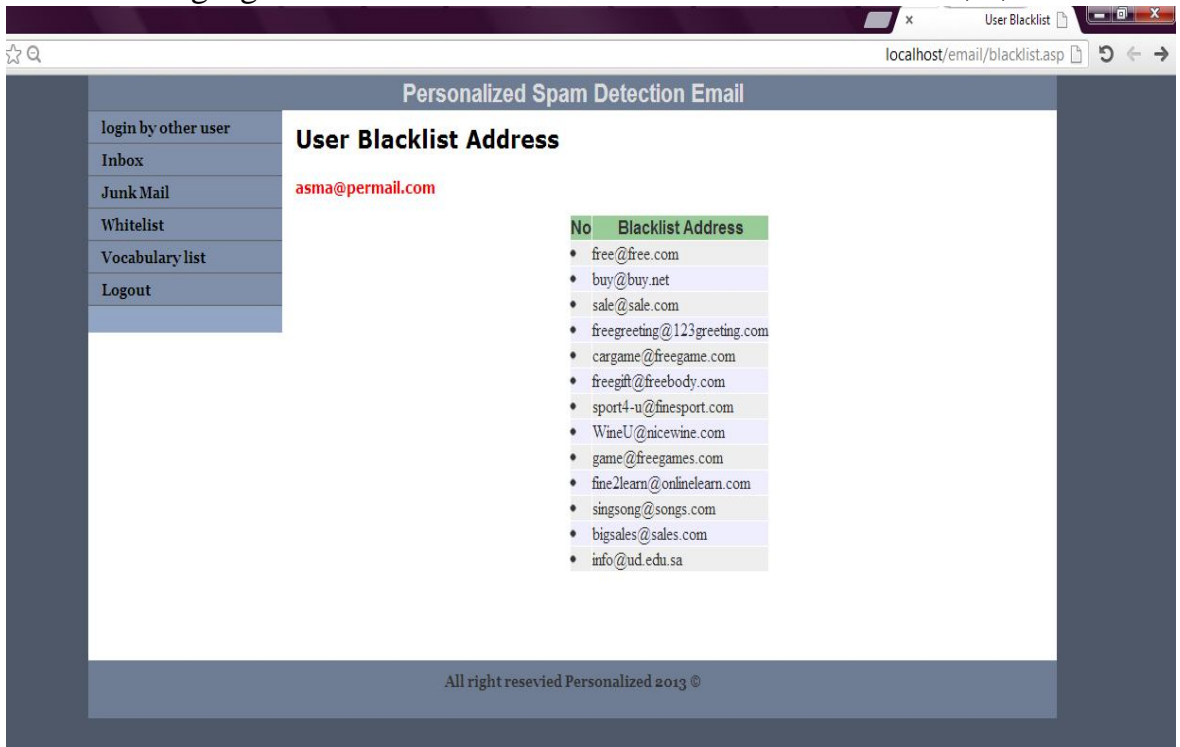 User Blacklist
localhost/email/blacklist.asp
Personalized Spam Detection Email
login by other user
Inbox
Junk Mail
Whitelist
Vocabulary list
Logout
User Blacklist Address
asma@permail.com
No Blacklist Address
• free@free.com
• buy@buy.net
• sale@sale.com
• freegreeting@123greeting.com
• cargame@freegame.com
• freegift@freebody.com
• sport4-u@finesport.com
• WineU@nicewine.com
• game@freegames.com
• fine2learn@onlinelearn.com
• singsong@songs.com
• bigsales@sales.com
• info@ud.edu.sa
All right resevied Personalized 2013 ©